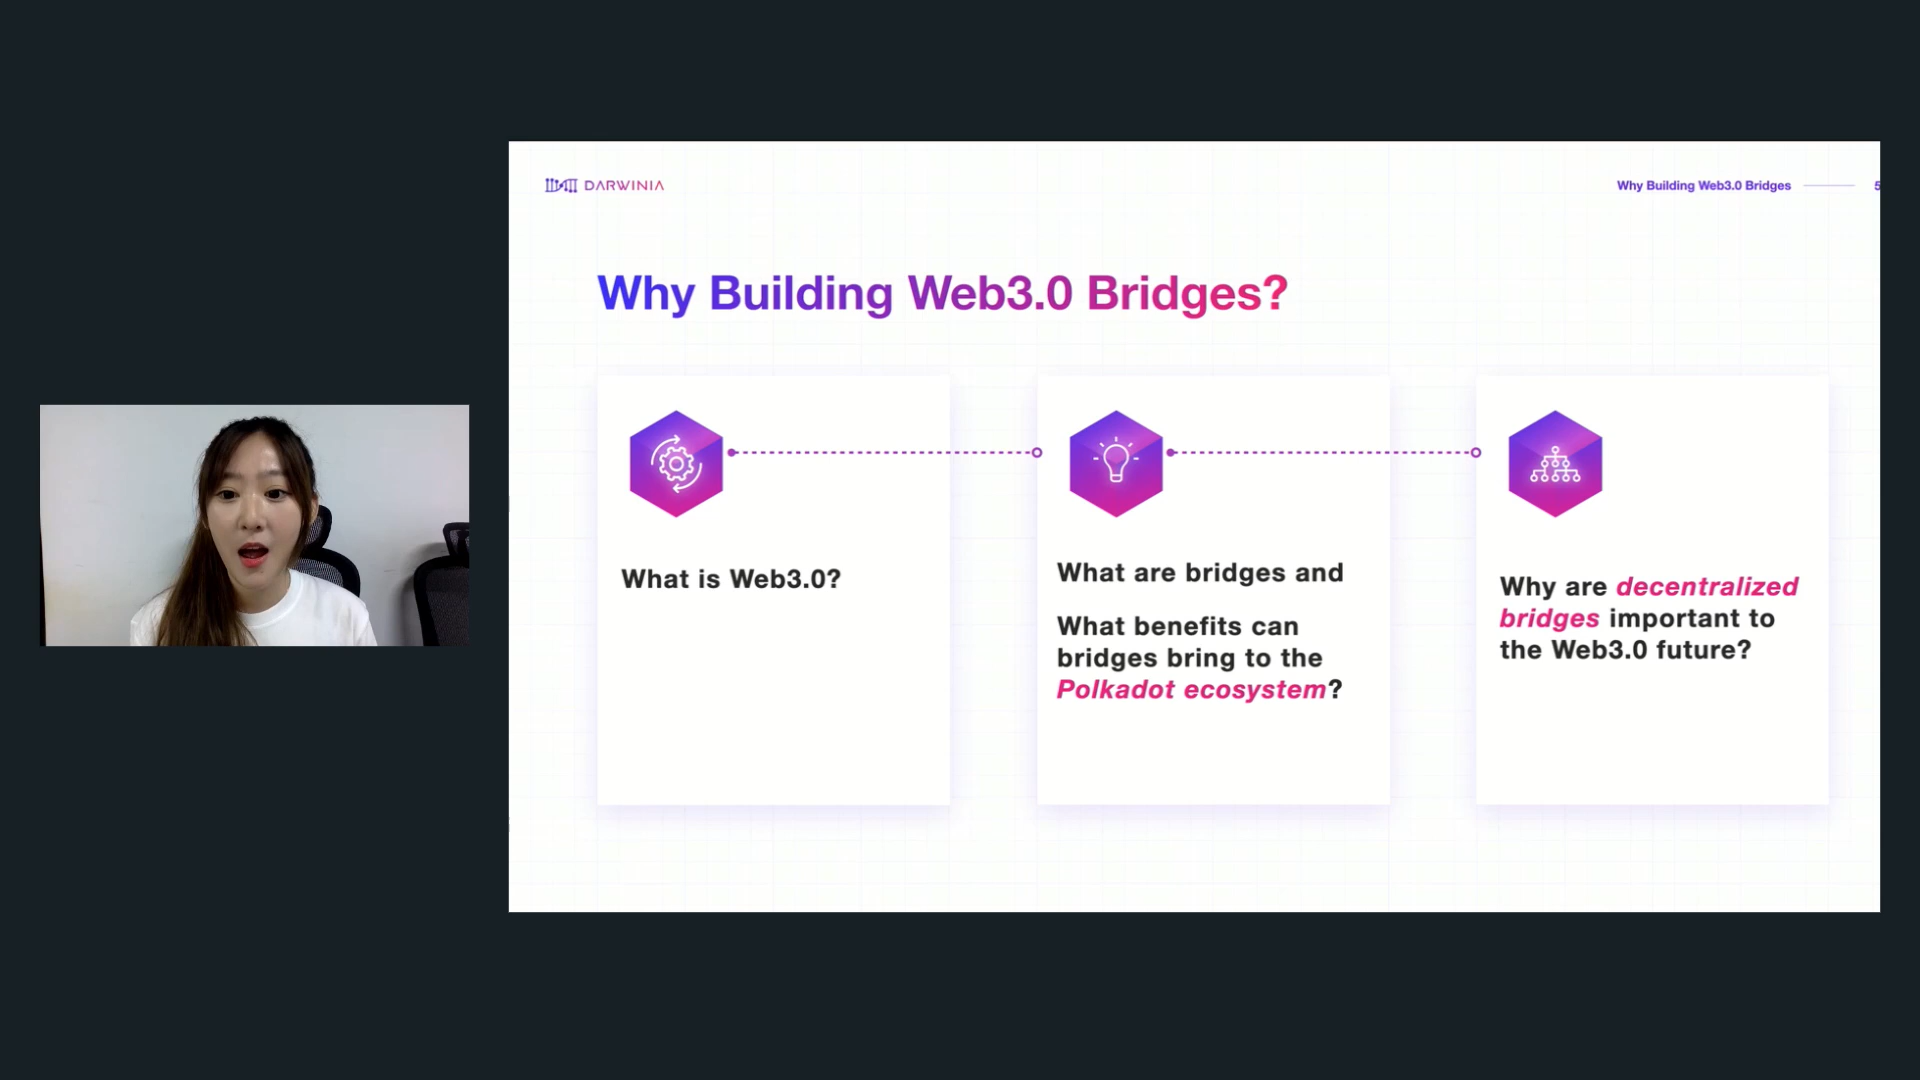 DARWINIA
Why Building Web3.0 Bridges
5
Why Building Web3.0 Bridges?
What is Web3.0?
What are bridges and
What benefits can
bridges bring to the
Polkadot ecosystem?
Why are decentralized
bridges important to
the Web3.0 future?